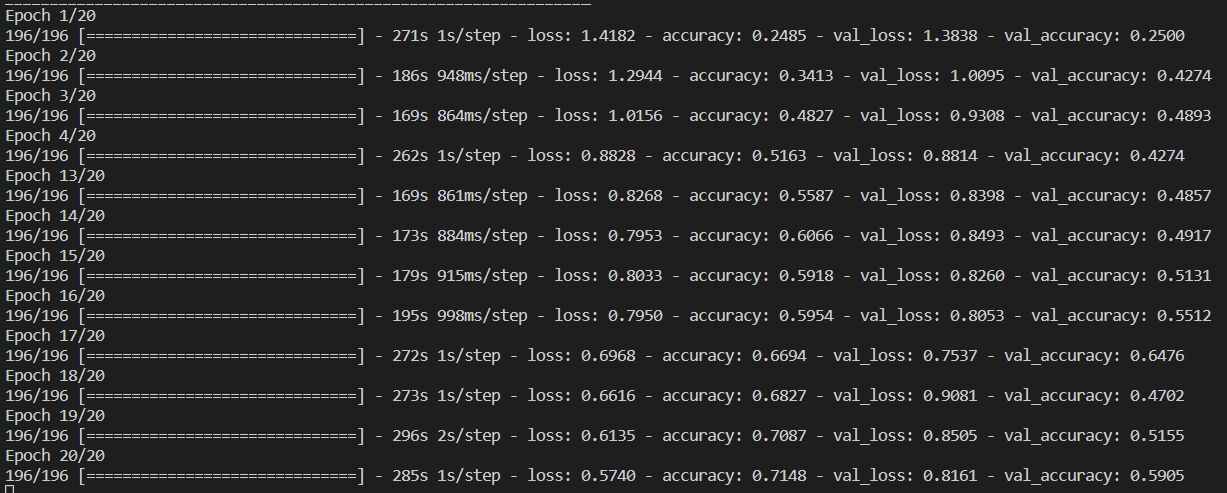 Epoch 1/20
196/196 [==============================] - 271s 1s/step - loss: 1.4182 - accuracy: 0.2485 - val_loss: 1.3838 - val_accuracy: 0.2500
Epoch 2/20
196/196 [==============================] - 186s 948ms/step - loss: 1.2944 - accuracy: 0.3413 - val_loss: 1.0095 - val_accuracy: 0.4274
Epoch 3/20
196/196 [==============================] - 169s 864ms/step - loss: 1.0156 - accuracy: 0.4827 - val_loss: 0.9308 - val_accuracy: 0.4893
Epoch 4/20
196/196 [==============================] - 262s 1s/step - loss: 0.8828 - accuracy: 0.5163 - val_loss: 0.8814 - val_accuracy: 0.4274
Epoch 13/20
196/196 [==============================] - 169s 861ms/step - loss: 0.8268 - accuracy: 0.5587 - val_loss: 0.8398 - val_accuracy: 0.4857
Epoch 14/20
196/196 [==============================] - 173s 884ms/step - loss: 0.7953 - accuracy: 0.6066 - val_loss: 0.8493 - val_accuracy: 0.4917
Epoch 15/20
196/196 [==============================] - 179s 915ms/step - loss: 0.8033 - accuracy: 0.5918 - val_loss: 0.8260 - val_accuracy: 0.5131
Epoch 16/20
196/196 [==============================] - 195s 998ms/step - loss: 0.7950 - accuracy: 0.5954 - val_loss: 0.8053 - val_accuracy: 0.5512
Epoch 17/20
196/196 [==============================] - 272s 1s/step - loss: 0.6968 - accuracy: 0.6694 - val_loss: 0.7537 - val_accuracy: 0.6476
Epoch 18/20
196/196 [==============================] - 273s 1s/step - loss: 0.6616 - accuracy: 0.6827 - val_loss: 0.9081 - val_accuracy: 0.4702
Epoch 19/20
196/196 [==============================] - 296s 2s/step - loss: 0.6135 - accuracy: 0.7087 - val_loss: 0.8505 - val_accuracy: 0.5155
Epoch 20/20
196/196 [==============================] - 285s 1s/step - loss: 0.5740 - accuracy: 0.7148 - val_loss: 0.8161 - val_accuracy: 0.5905